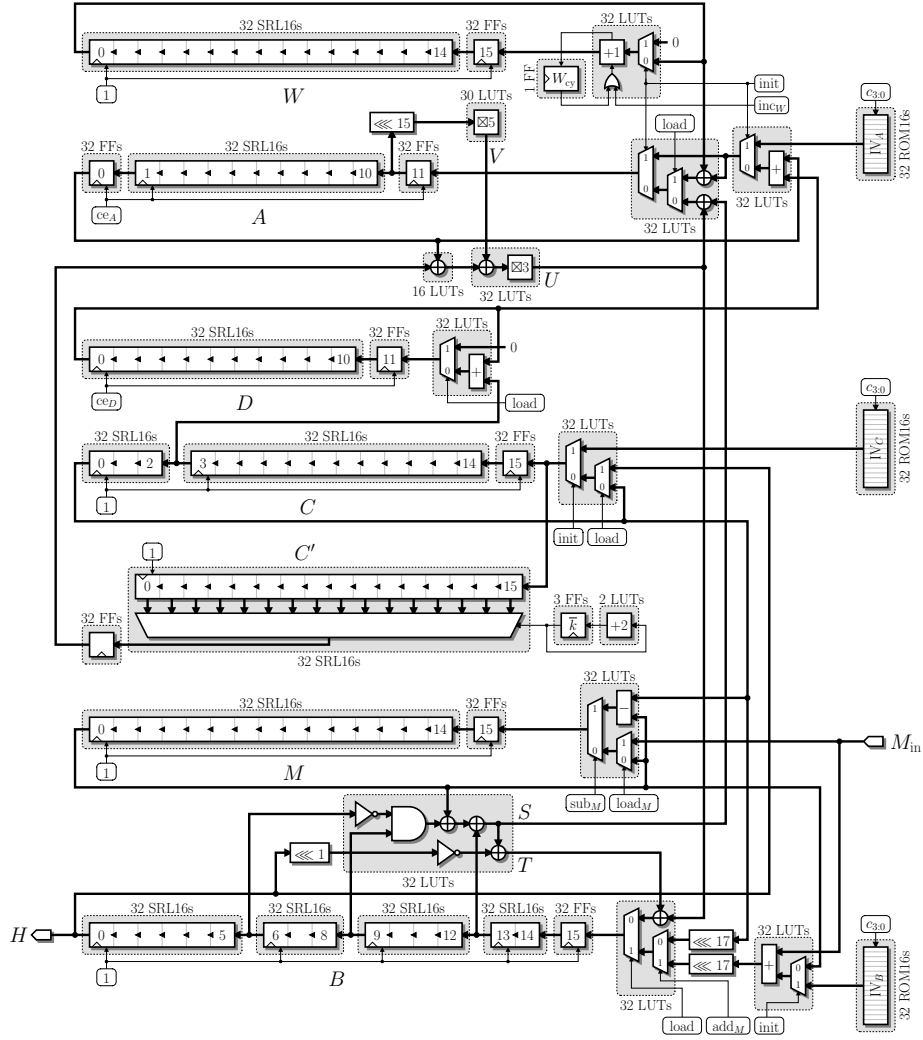 32 SRL16s 32 FFs 32 LUTs
0 14 15 +1 1 0 0
1 FF W_cy
1 W init
inc_W
30 LUTs
⋘ 15 ⊠5
V load c_{3:0}
32 FFs 32 SRL16s 32 FFs
0 1 10 11 1 0 1 0 1 0 + IV_A 32 ROM16s
ce_A A 32 LUTs 32 LUTs
⊠3 U
16 LUTs 32 LUTs
32 SRL16s 32 FFs 32 LUTs
0 10 11 1 0 + 0
ce_D D load
c_{3:0}
32 SRL16s 32 SRL16s 32 FFs 32 LUTs
0 2 3 14 15 1 0 1 0 IV_C 32 ROM16s
1 C init load
1 C′
0 15
3 FFs 2 LUTs
32 FFs k +2
32 SRL16s
32 LUTs
32 SRL16s 32 FFs
0 14 15 1 0 − 1 0 M_in
1 M sub_M load_M
S
⋘ 1 T
32 LUTs
32 SRL16s 32 SRL16s 32 SRL16s 32 SRL16s 32 FFs 32 LUTs c_{3:0}
H 0 5 6 8 9 12 13 14 15 0 1 0 1 ⋘ 17 ⋘ 17 + 0 1 IV_B 32 ROM16s
1 B 32 LUTs
load add_M init